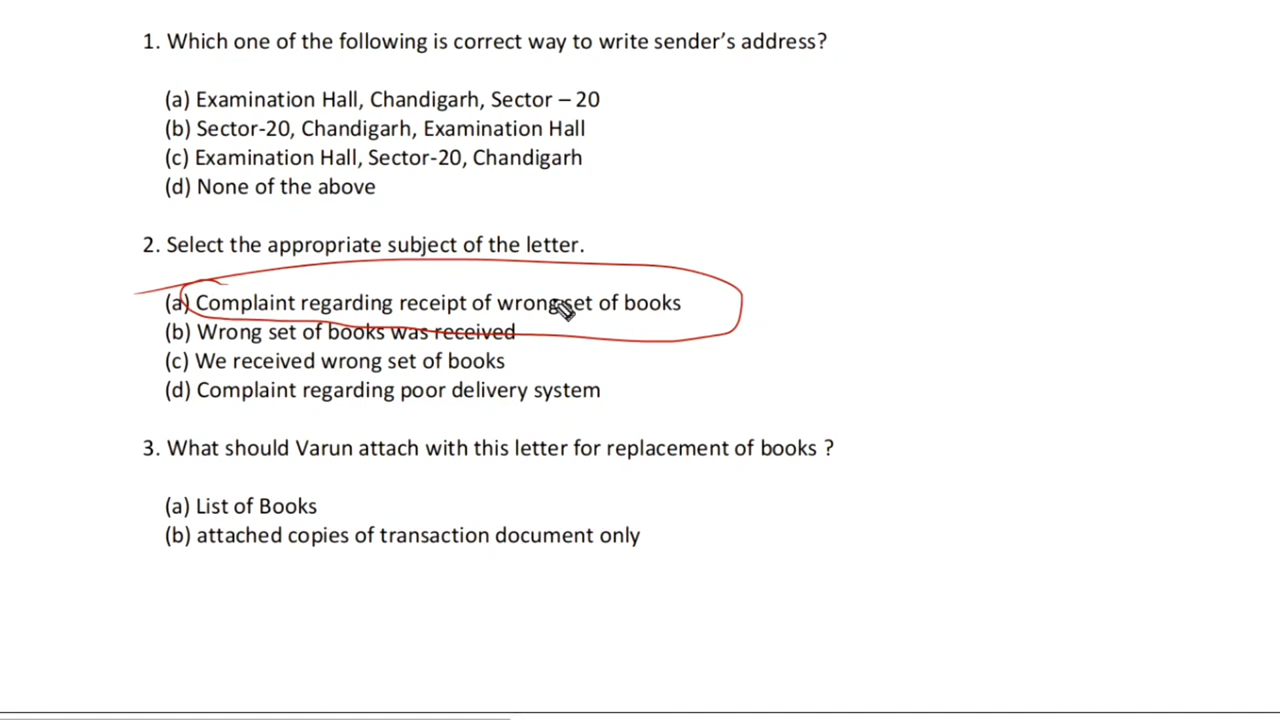 1. Which one of the following is correct way to write sender’s address?
(a) Examination Hall, Chandigarh, Sector – 20
(b) Sector-20, Chandigarh, Examination Hall
(c) Examination Hall, Sector-20, Chandigarh
(d) None of the above
2. Select the appropriate subject of the letter.
(a) Complaint regarding receipt of wrong set of books
(b) Wrong set of books was received
(c) We received wrong set of books
(d) Complaint regarding poor delivery system
3. What should Varun attach with this letter for replacement of books ?
(a) List of Books
(b) attached copies of transaction document only